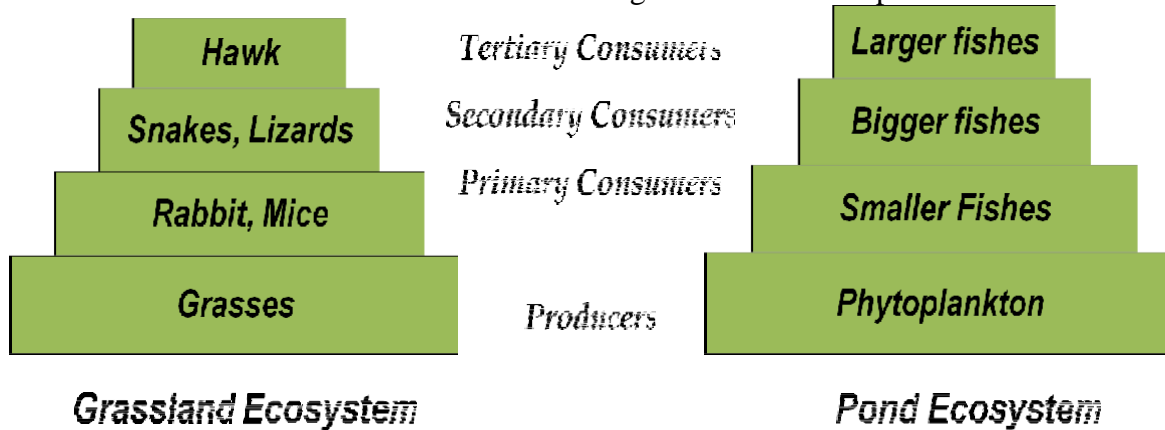 Hawk
Snakes, Lizards
Rabbit, Mice
Grasses
Grassland Ecosystem
Tertiary Consumers
Secondary Consumers
Primary Consumers
Producers
Larger fishes
Bigger fishes
Smaller Fishes
Phytoplankton
Pond Ecosystem